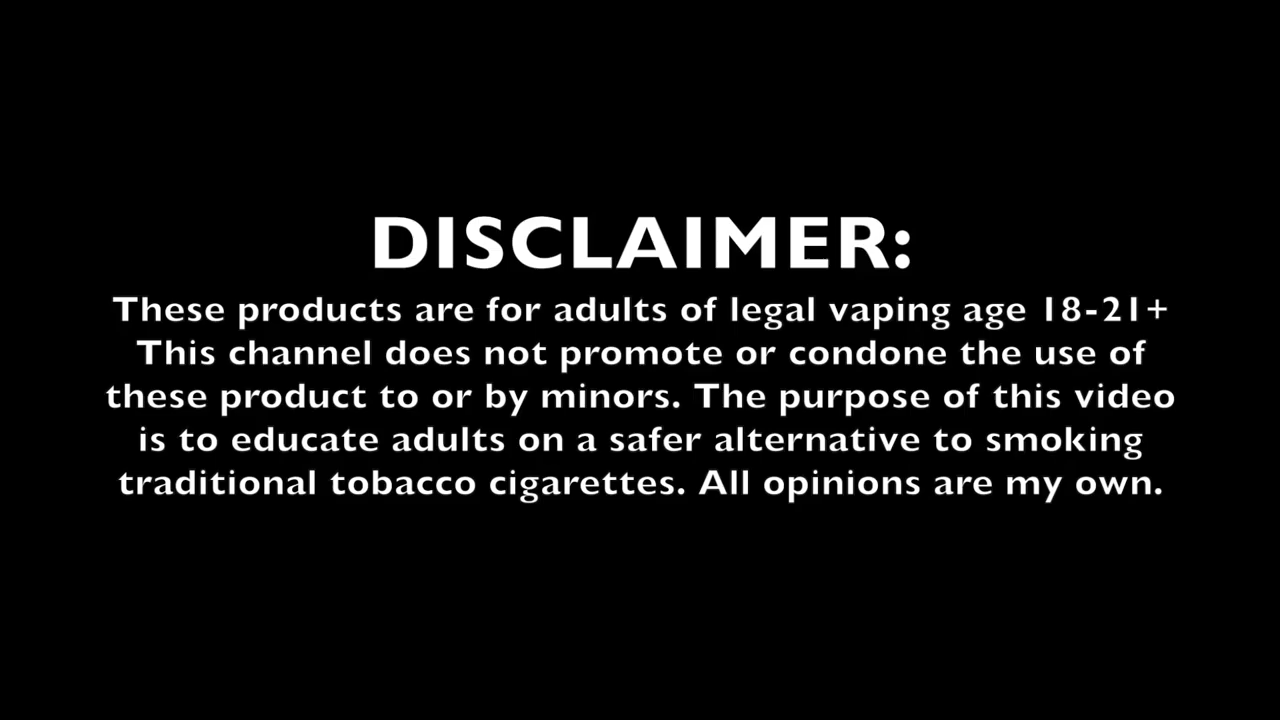 DISCLAIMER:
These products are for adults of legal vaping age 18-21+
This channel does not promote or condone the use of
these product to or by minors. The purpose of this video
is to educate adults on a safer alternative to smoking
traditional tobacco cigarettes. All opinions are my own.